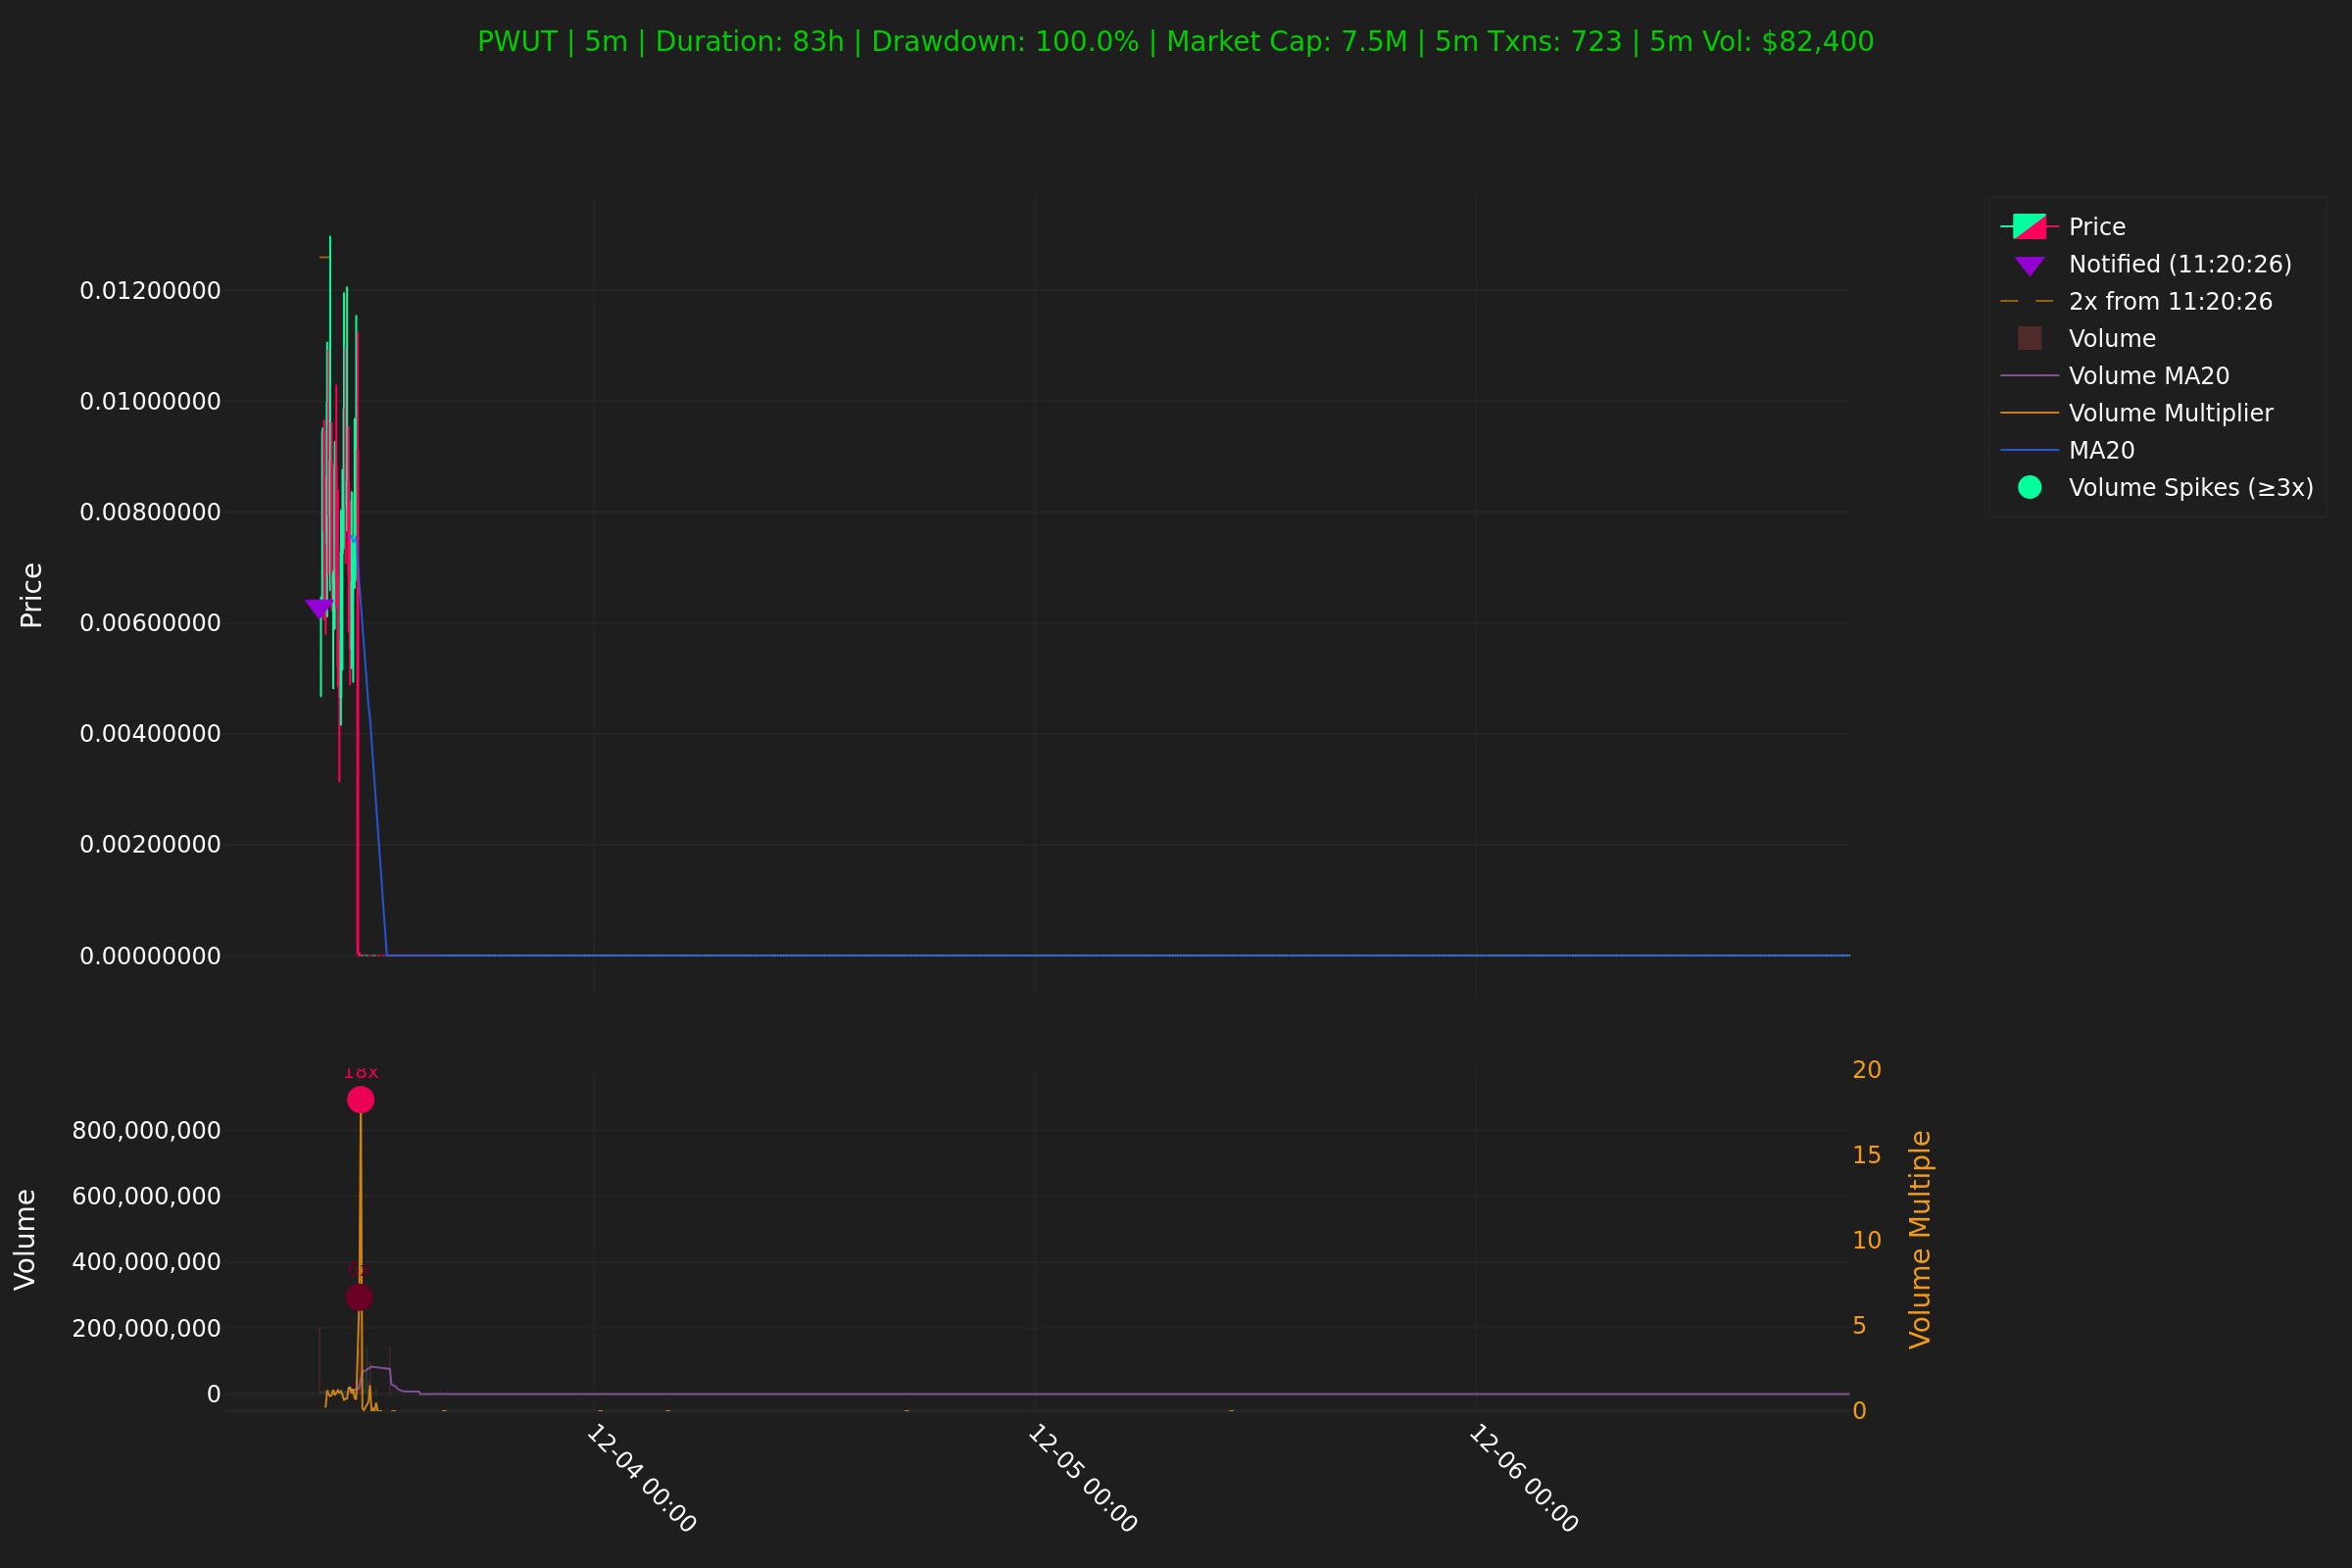 PWUT | 5m | Duration: 83h | Drawdown: 100.0% | Market Cap: 7.5M | 5m Txns: 723 | 5m Vol: $82,400
Price
Notified (11:20:26)
2x from 11:20:26
Volume
Volume MA20
Volume Multiplier
MA20
Volume Spikes (≥3x)
Price
0.01200000
0.01000000
0.00800000
0.00600000
0.00400000
0.00200000
0.00000000
18x
Volume
800,000,000
600,000,000
400,000,000
200,000,000
0
20
15
10
5
0
Volume Multiple
12-04 00:00
12-05 00:00
12-06 00:00